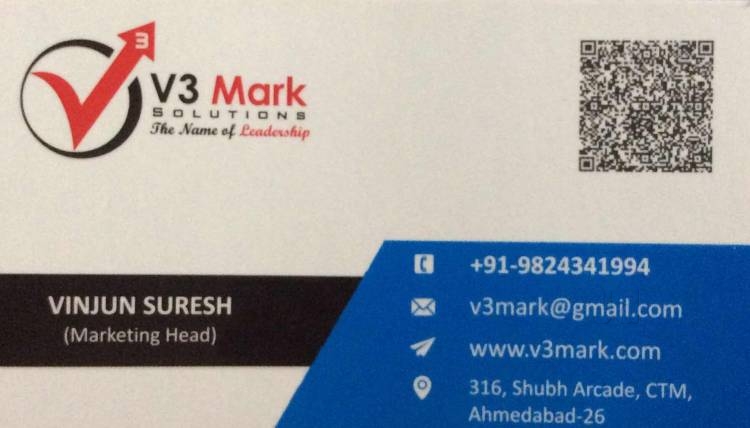 3
V3 Mark
SOLUTIONS
The Name of Leadership
VINJUN SURESH
(Marketing Head)
+91-9824341994
v3mark@gmail.com
www.v3mark.com
316, Shubh Arcade, CTM,
Ahmedabad-26